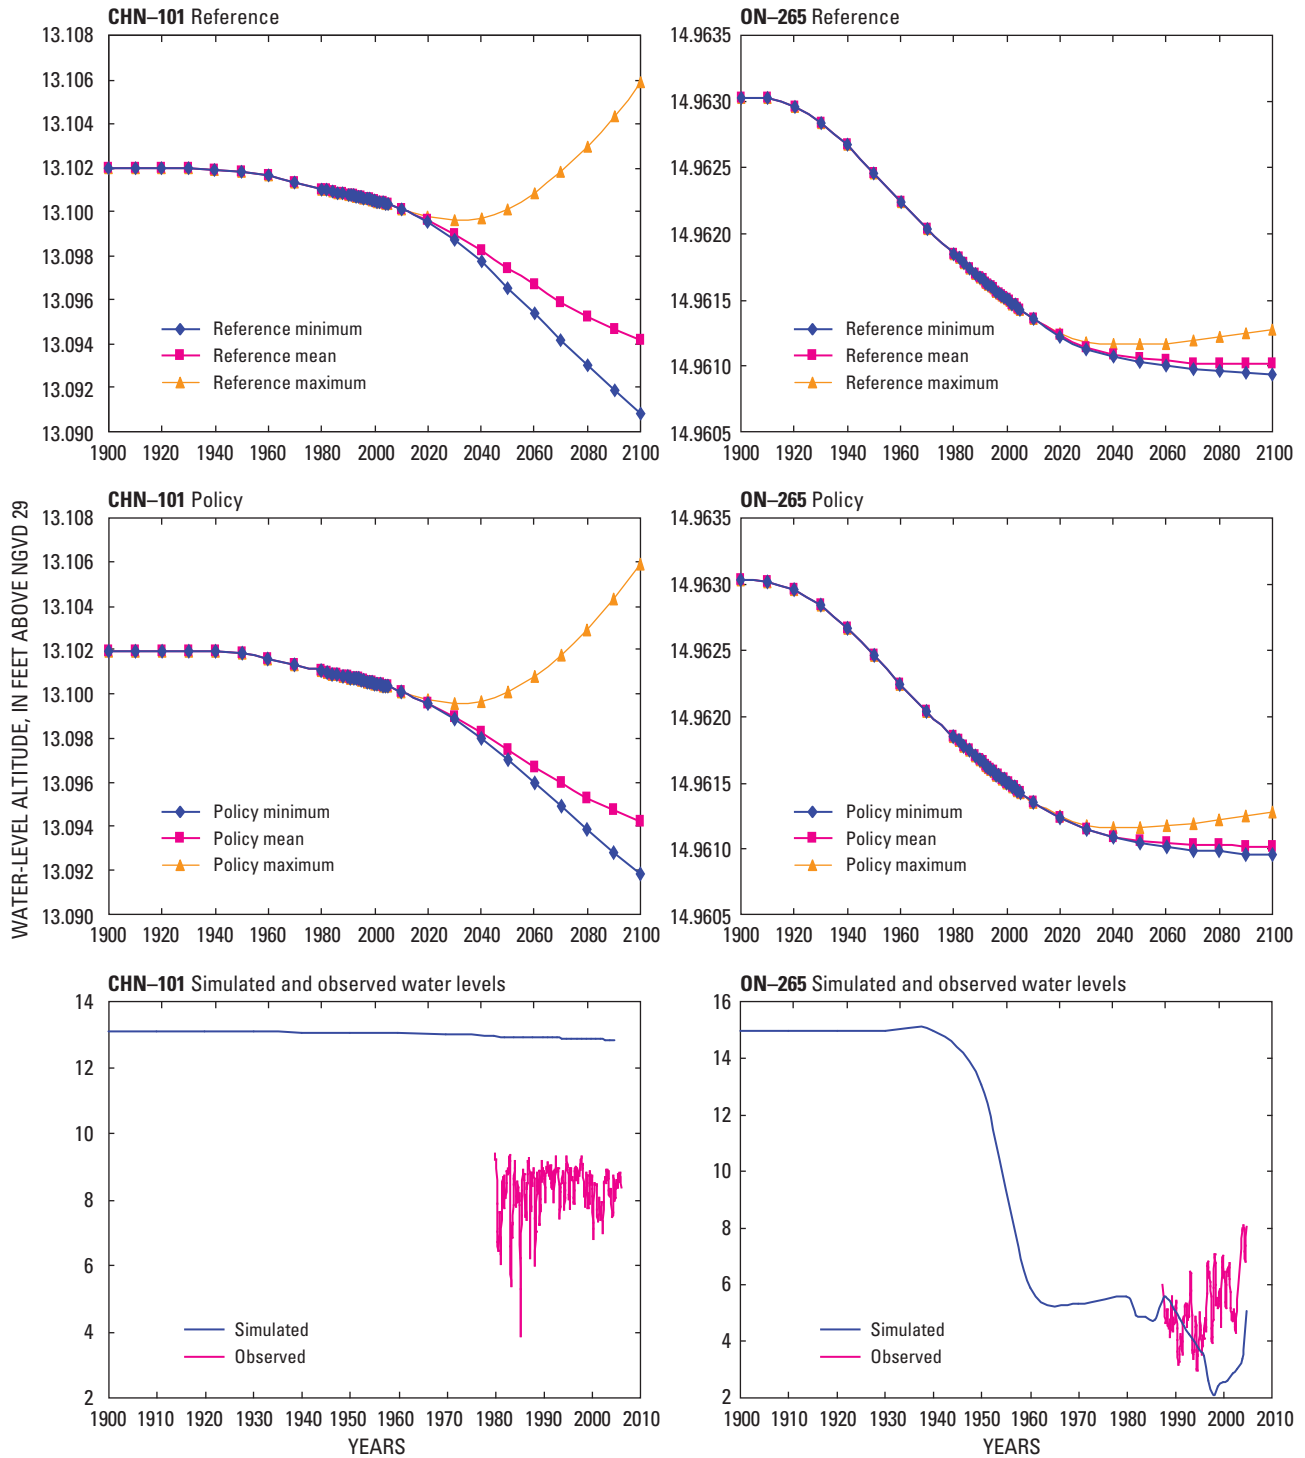 CHN–101 Reference
13.108
13.106
13.104
13.102
13.100
13.098
13.096
13.094
13.092
13.090
Reference minimum
Reference mean
Reference maximum
1900 1920 1940 1960 1980 2000 2020 2040 2060 2080 2100
ON–265 Reference
14.9635
14.9630
14.9625
14.9620
14.9615
14.9610
14.9605
Reference minimum
Reference mean
Reference maximum
1900 1920 1940 1960 1980 2000 2020 2040 2060 2080 2100
WATER-LEVEL ALTITUDE, IN FEET ABOVE NGVD 29
CHN–101 Policy
13.108
13.106
13.104
13.102
13.100
13.098
13.096
13.094
13.092
13.090
Policy minimum
Policy mean
Policy maximum
1900 1920 1940 1960 1980 2000 2020 2040 2060 2080 2100
ON–265 Policy
14.9635
14.9630
14.9625
14.9620
14.9615
14.9610
14.9605
Policy minimum
Policy mean
Policy maximum
1900 1920 1940 1960 1980 2000 2020 2040 2060 2080 2100
CHN–101 Simulated and observed water levels
14
12
10
8
6
4
2
Simulated
Observed
1900 1910 1920 1930 1940 1950 1960 1970 1980 1990 2000 2010
YEARS
ON–265 Simulated and observed water levels
16
14
12
10
8
6
4
2
Simulated
Observed
1900 1910 1920 1930 1940 1950 1960 1970 1980 1990 2000 2010
YEARS